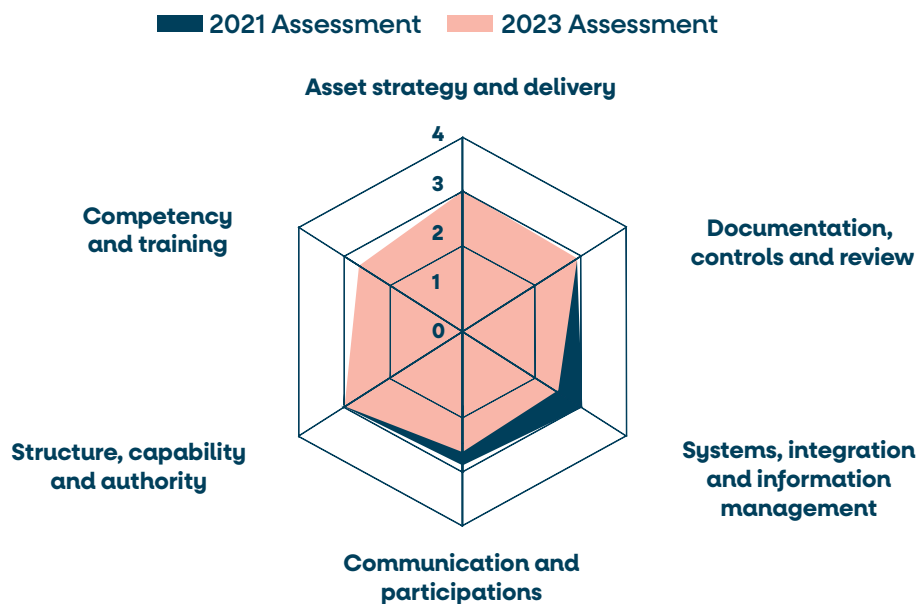 2021 Assessment 2023 Assessment
Asset strategy and delivery
4
3
2
1
0
Competency
and training
Documentation,
controls and review
Structure, capability
and authority
Systems, integration
and information
management
Communication and
participations